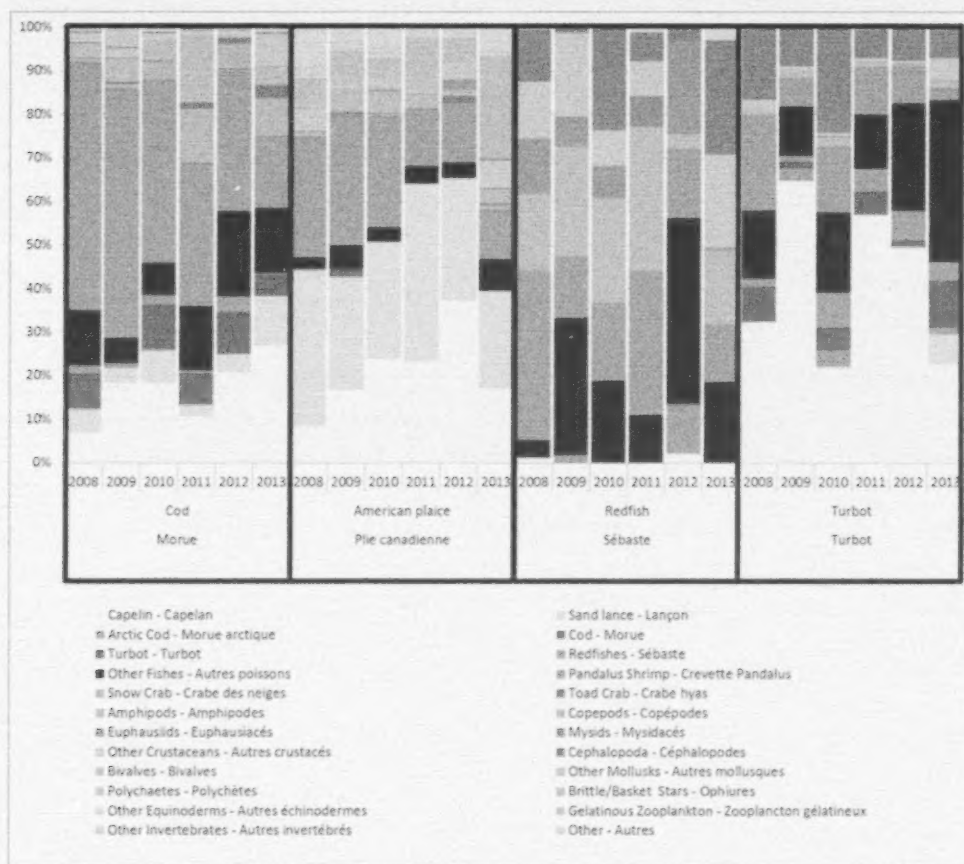 100%
90%
80%
70%
60%
50%
40%
30%
20%
10%
0%
2008 2009 2010 2011 2012 2013 2008 2009 2010 2011 2012 2013 2008 2009 2010 2011 2012 2013 2008 2009 2010 2011 2012 2013
Cod American plaice Redfish Turbot
Morue Plie canadienne Sébaste Turbot
Capelin - Capelan
Sand lance - Lançon
Arctic Cod - Morue arctique
Cod - Morue
Turbot - Turbot
Redfishes - Sébaste
Other Fishes - Autres poissons
Pandalus Shrimp - Crevette Pandalus
Snow Crab - Crabe des neiges
Toad Crab - Crabe hyas
Amphipods - Amphipodes
Copepods - Copépodes
Euphausiids - Euphausiacés
Mysids - Mysidacés
Other Crustaceans - Autres crustacés
Cephalopoda - Céphalopodes
Bivalves - Bivalves
Other Mollusks - Autres mollusques
Polychaetes - Polychètes
Brittle/Basket Stars - Ophiures
Other Equinoderms - Autres échinodermes
Gelatinous Zooplankton - Zooplancton gélatineux
Other Invertebrates - Autres invertébrés
Other - Autres